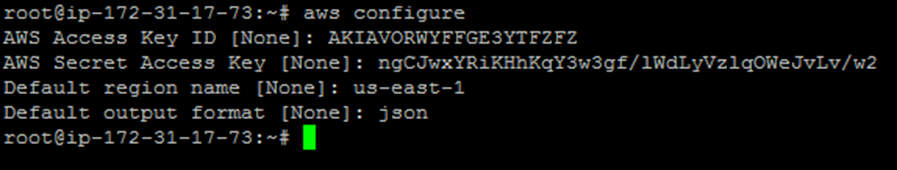 root@ip-172-31-17-73:~# aws configure
AWS Access Key ID [None]: AKIAVORWYFFGE3YTFZFZ
AWS Secret Access Key [None]: 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
Default region name [None]: us-east-1
Default output format [None]: json
root@ip-172-31-17-73:~#